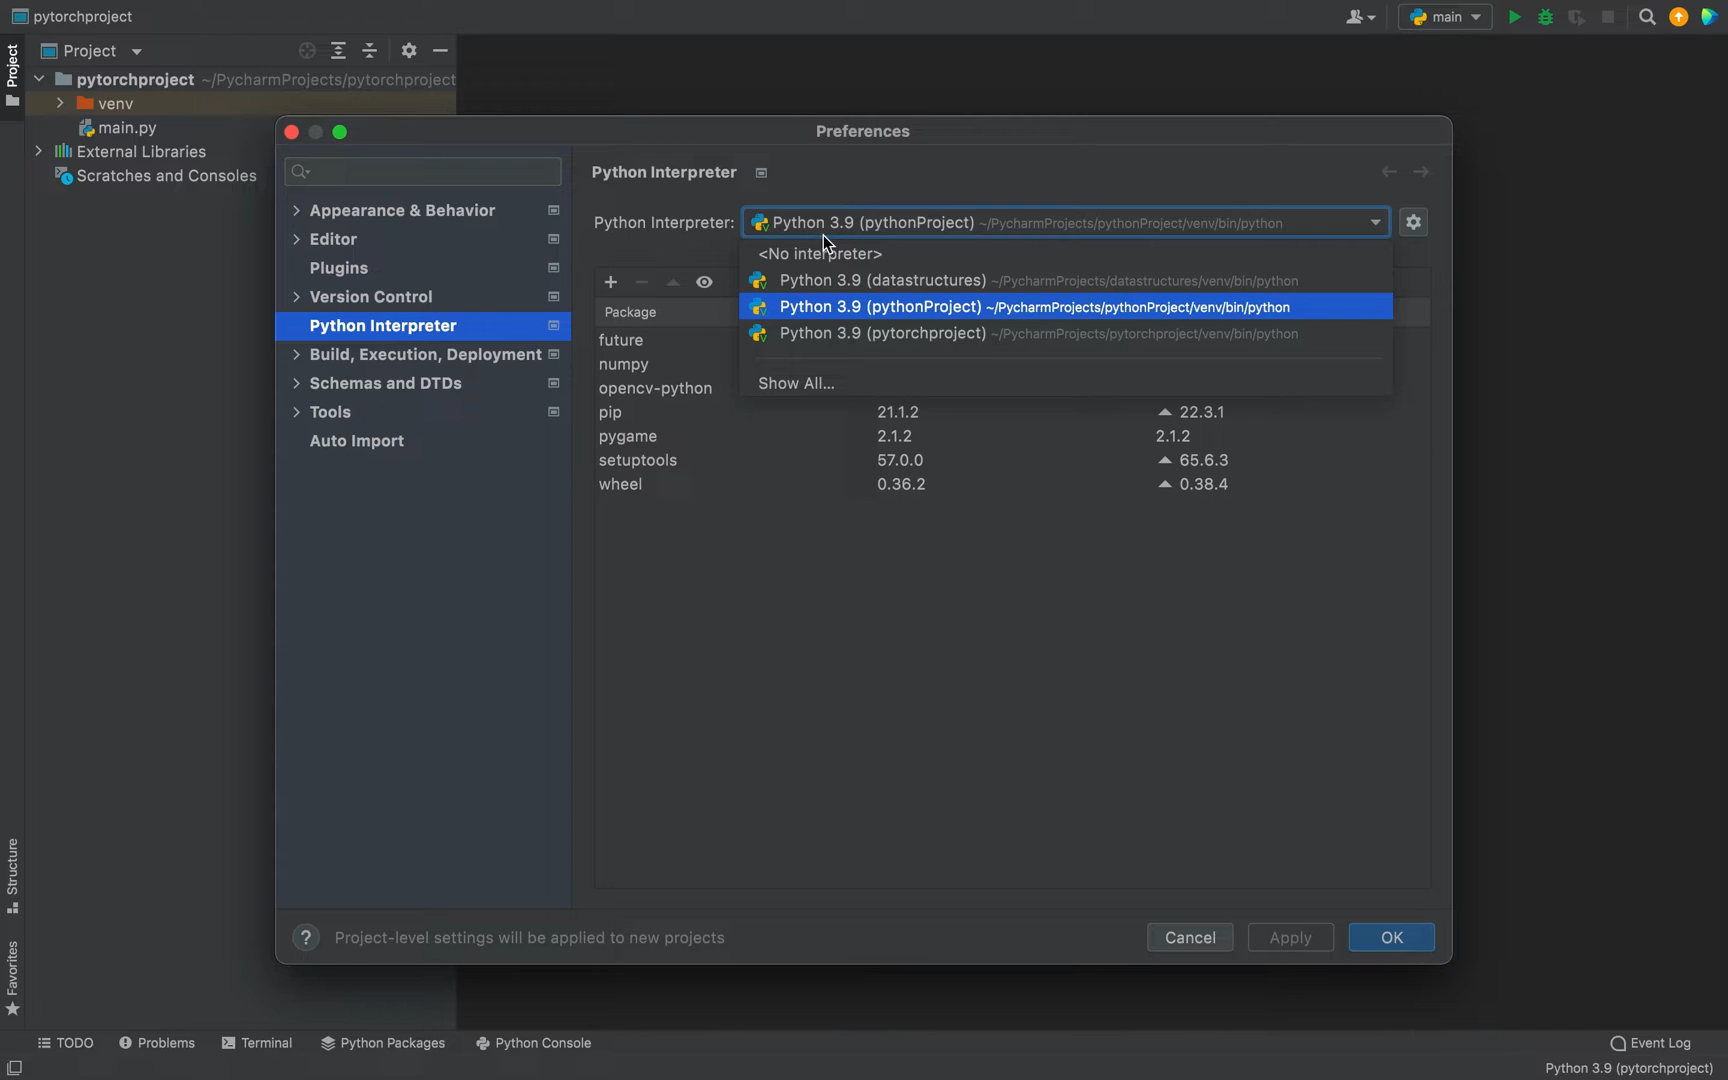 pytorchproject
main
Project
Project
pytorchproject ~/PycharmProjects/pytorchproject
venv
main.py
External Libraries
Scratches and Consoles
Preferences
Appearance & Behavior
Editor
Plugins
Version Control
Python Interpreter
Build, Execution, Deployment
Schemas and DTDs
Tools
Auto Import
Python Interpreter
Python Interpreter: Python 3.9 (pythonProject) ~/PycharmProjects/pythonProject/venv/bin/python
<No interpreter>
Python 3.9 (datastructures) ~/PycharmProjects/datastructures/venv/bin/python
Python 3.9 (pythonProject) ~/PycharmProjects/pythonProject/venv/bin/python
Python 3.9 (pytorchproject) ~/PycharmProjects/pytorchproject/venv/bin/python
Show All...
Package
future
numpy
opencv-python
pip 21.1.2 22.3.1
pygame 2.1.2 2.1.2
setuptools 57.0.0 65.6.3
wheel 0.36.2 0.38.4
? Project-level settings will be applied to new projects
Cancel Apply OK
Structure
Favorites
TODO Problems Terminal Python Packages Python Console Event Log
Python 3.9 (pytorchproject)